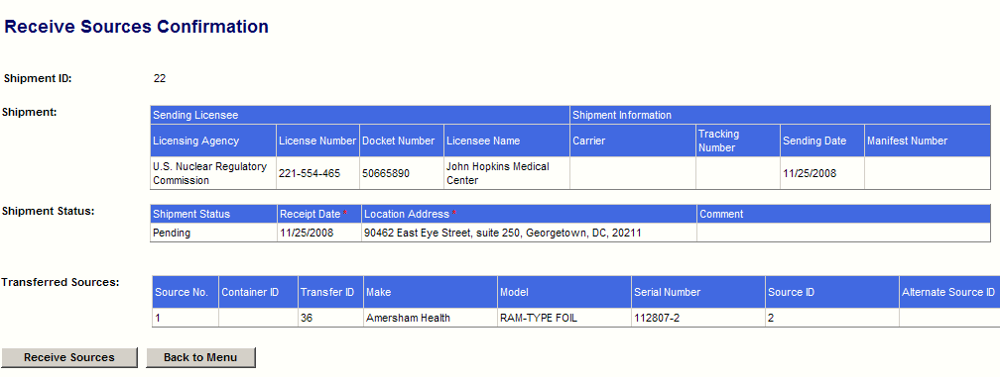 Receive Sources Confirmation
Shipment ID: 22
Shipment:
Sending Licensee Shipment Information
Licensing Agency License Number Docket Number Licensee Name Carrier Tracking Number Sending Date Manifest Number
U.S. Nuclear Regulatory Commission 221-554-465 50665890 John Hopkins Medical Center 11/25/2008
Shipment Status:
Shipment Status Receipt Date * Location Address * Comment
Pending 11/25/2008 90462 East Eye Street, suite 250, Georgetown, DC, 20211
Transferred Sources:
Source No. Container ID Transfer ID Make Model Serial Number Source ID Alternate Source ID
1 36 Amersham Health RAM-TYPE FOIL 112807-2 2
Receive Sources Back to Menu